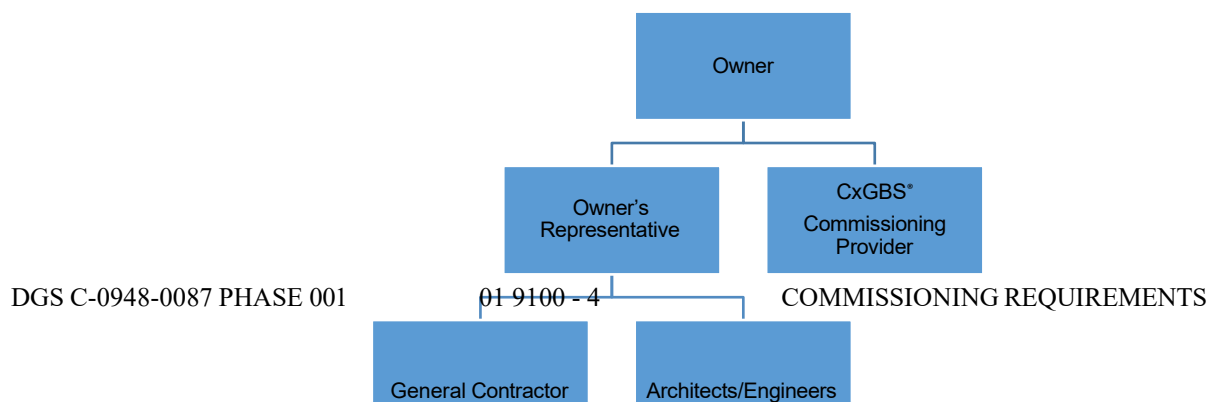 Owner
Owner's
Representative
CxGBS®
Commissioning
Provider
DGS C-0948-0087 PHASE 001 01 9100 - 4 COMMISSIONING REQUIREMENTS
General Contractor
Architects/Engineers